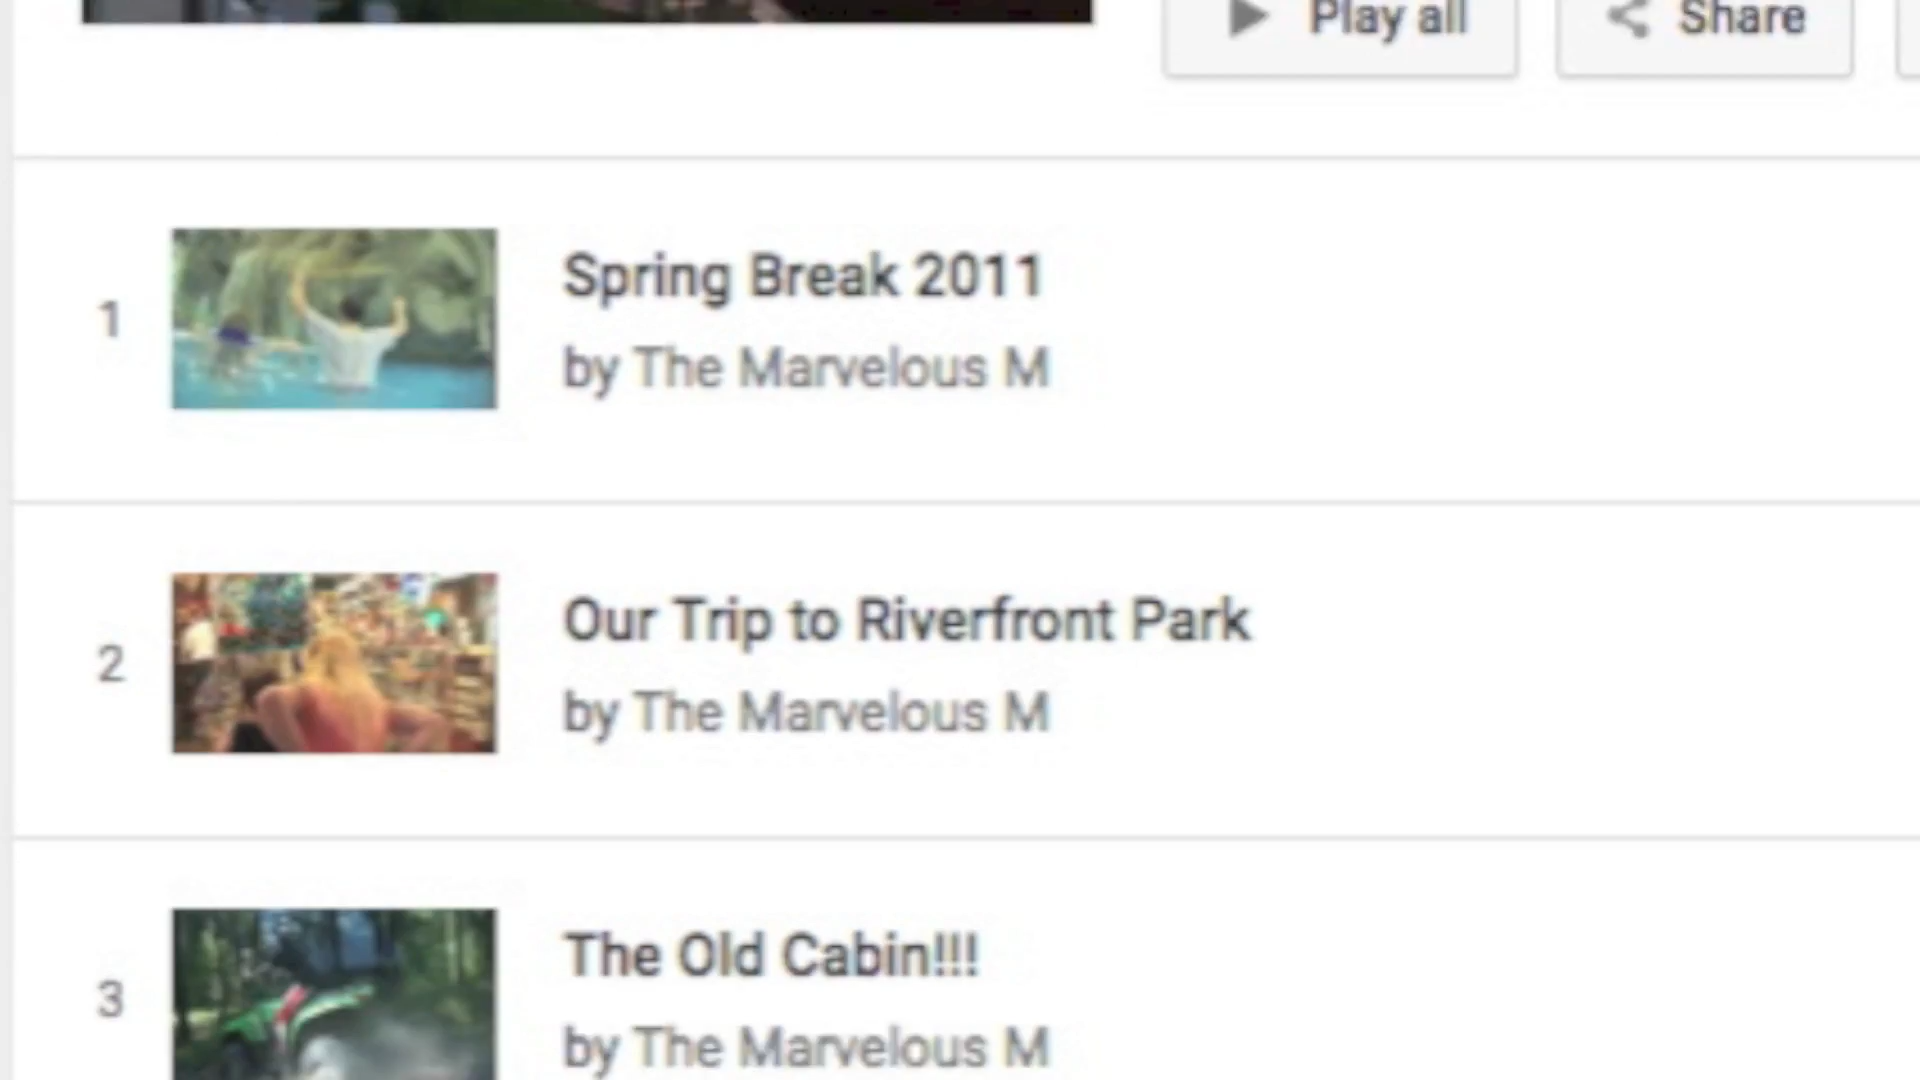 Play all
Share
1
Spring Break 2011
by The Marvelous M
2
Our Trip to Riverfront Park
by The Marvelous M
3
The Old Cabin!!!
by The Marvelous M